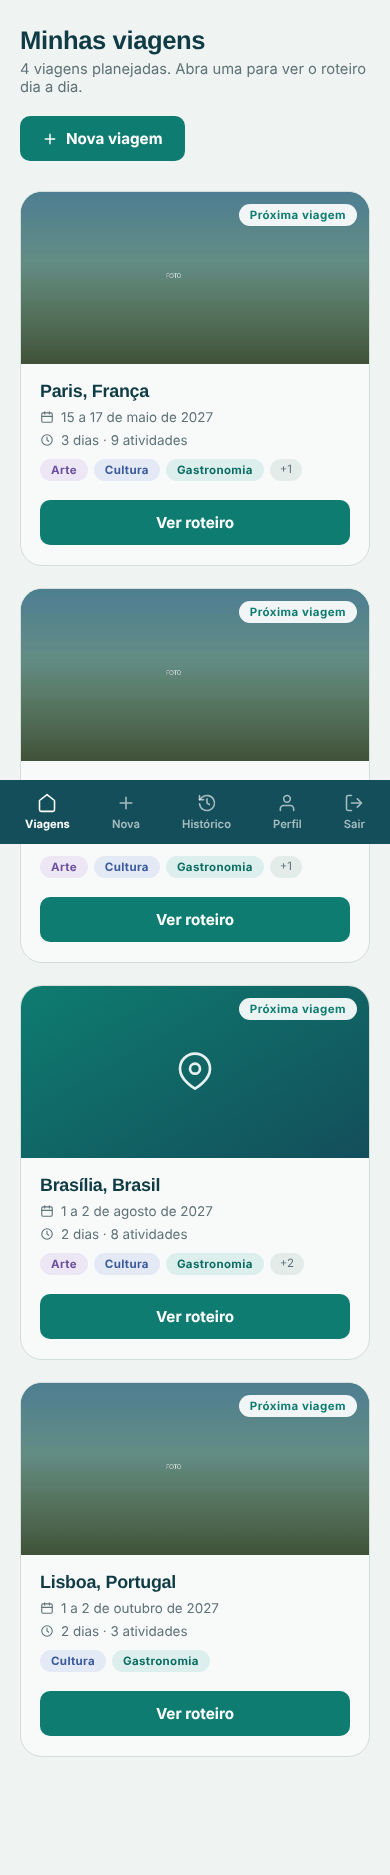 Minhas viagens
4 viagens planejadas. Abra uma para ver o roteiro
dia a dia.
+ Nova viagem
Próxima viagem
FOTO
Paris, França
15 a 17 de maio de 2027
3 dias · 9 atividades
Arte Cultura Gastronomia +1
Ver roteiro
Próxima viagem
FOTO
Viagens Nova Histórico Perfil Sair
Arte Cultura Gastronomia +1
Ver roteiro
Próxima viagem
Brasília, Brasil
1 a 2 de agosto de 2027
2 dias · 8 atividades
Arte Cultura Gastronomia +2
Ver roteiro
Próxima viagem
FOTO
Lisboa, Portugal
1 a 2 de outubro de 2027
2 dias · 3 atividades
Cultura Gastronomia
Ver roteiro